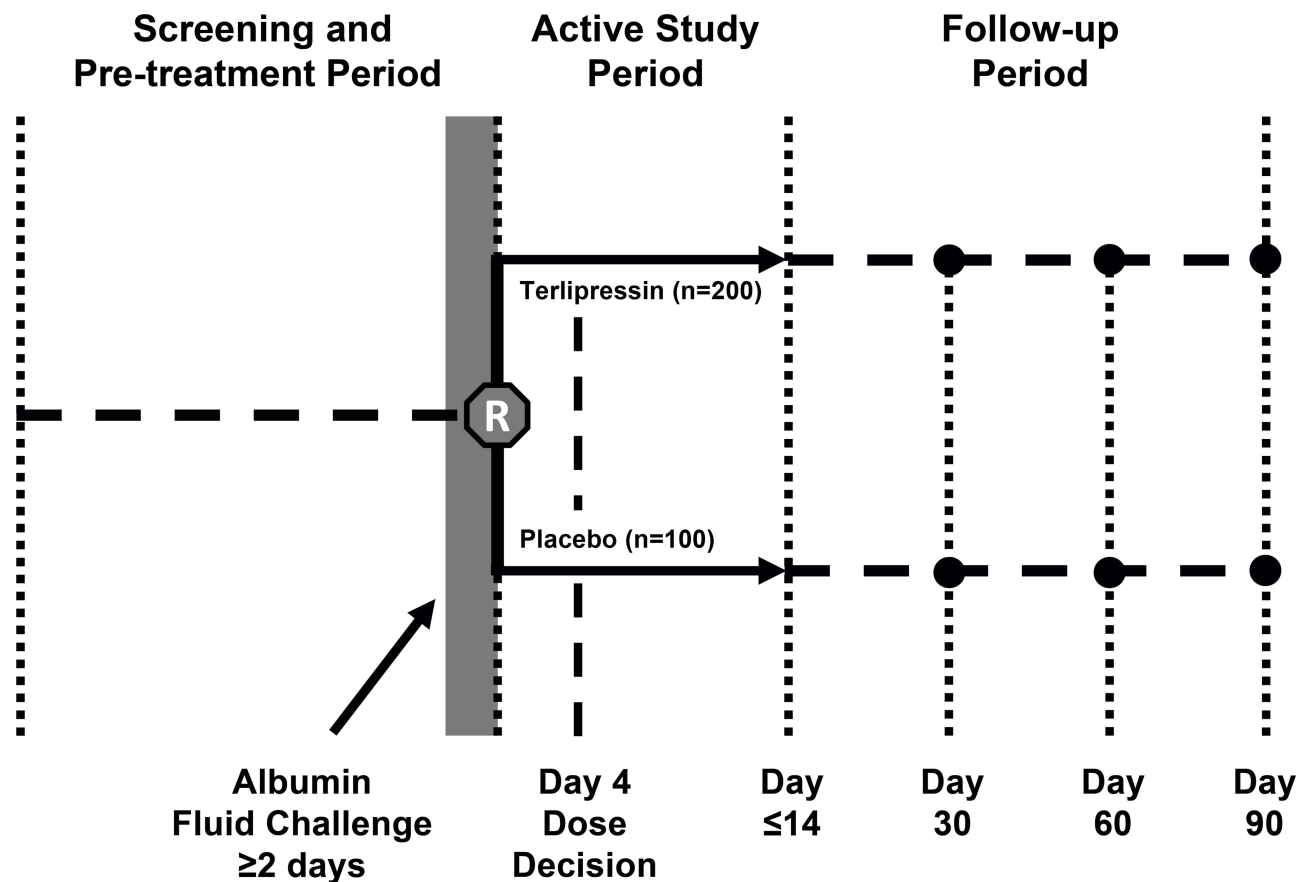 Screening and
Pre-treatment Period
Active Study
Period
Follow-up
Period
Terlipressin (n=200)
R
Placebo (n=100)
Albumin
Fluid Challenge
≥2 days
Day 4
Dose
Decision
Day
≤14
Day
30
Day
60
Day
90